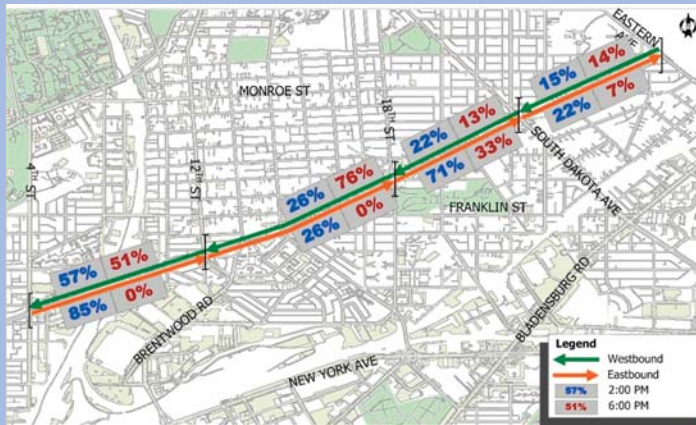 EASTERN
AVE
14%
15%
7%
22%
MONROE ST
18TH ST
13%
22%
33%
71%
SOUTH DAKOTA AVE
4TH ST
12TH ST
76%
26%
0%
26%
FRANKLIN ST
51%
57%
0%
85%
BRENTWOOD RD
BLADENSBURG RD
NEW YORK AVE
Legend
Westbound
Eastbound
57% 2:00 PM
51% 6:00 PM